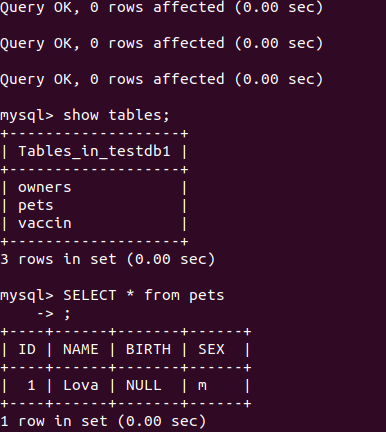 Query OK, 0 rows affected (0.00 sec)
Query OK, 0 rows affected (0.00 sec)
Query OK, 0 rows affected (0.00 sec)
mysql> show tables;
+-------------------+
| Tables_in_testdb1 |
+-------------------+
| owners            |
| pets              |
| vaccin            |
+-------------------+
3 rows in set (0.00 sec)
mysql> SELECT * from pets
    -> ;
+----+------+-------+------+
| ID | NAME | BIRTH | SEX  |
+----+------+-------+------+
|  1 | Lova | NULL  | m    |
+----+------+-------+------+
1 row in set (0.00 sec)